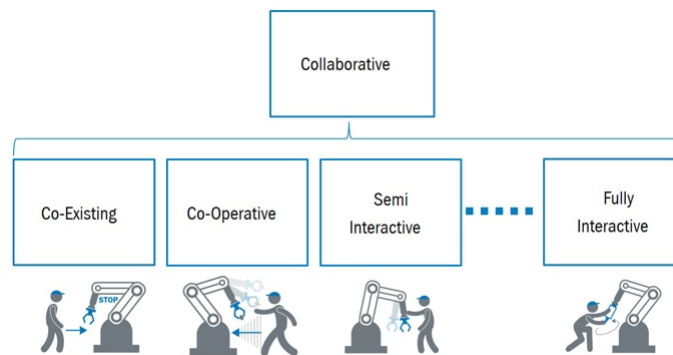 Collaborative
Co-Existing
Co-Operative
Semi
Interactive
Fully
Interactive
STOP